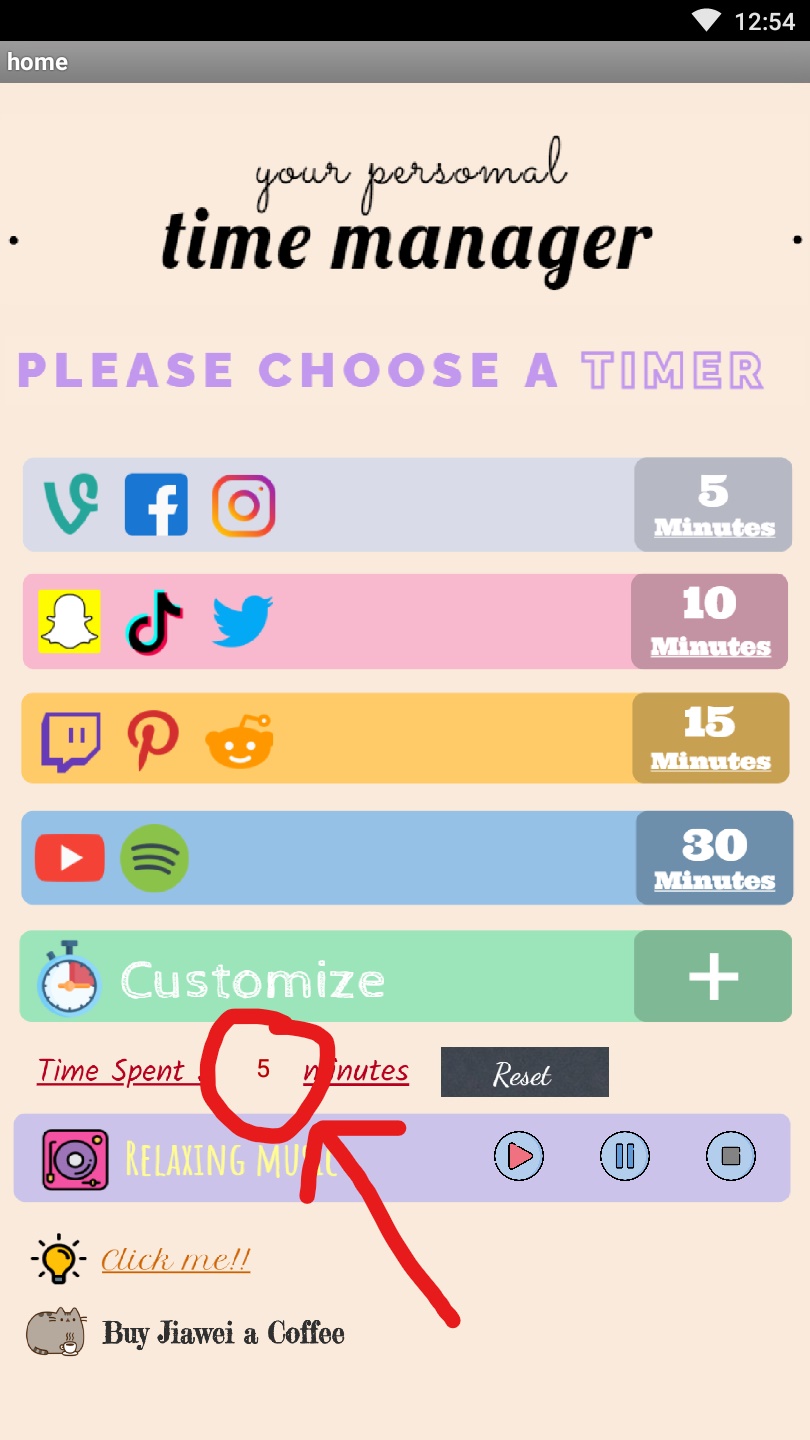 12:54
home
your personal
time manager
PLEASE CHOOSE A TIMER
5
Minutes
10
Minutes
15
Minutes
30
Minutes
Customize
Time Spent 5 minutes Reset
Relaxing music
Click me!!
Buy Jiawei a Coffee